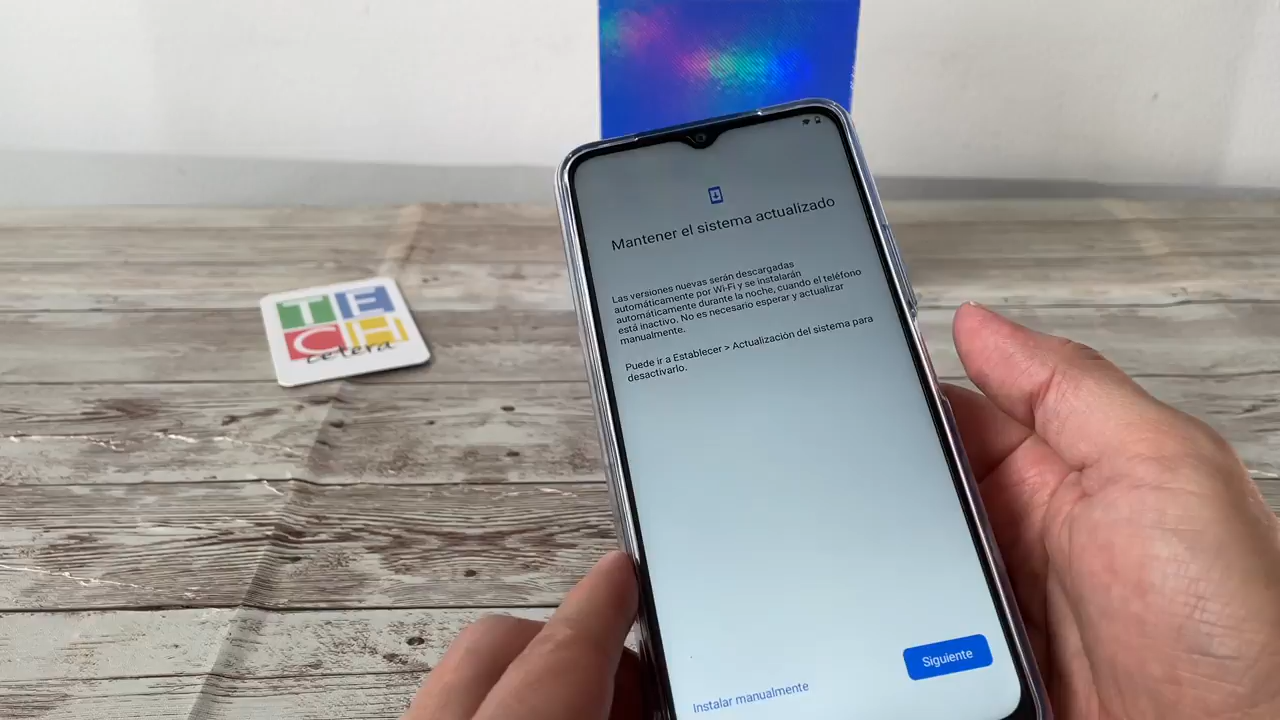 TE
CH
cetera
Mantener el sistema actualizado
Las versiones nuevas serán descargadas
automáticamente por Wi-Fi y se instalarán
automáticamente durante la noche, cuando el teléfono
está inactivo. No es necesario esperar y actualizar
manualmente.
Puede ir a Establecer > Actualización del sistema para
desactivarlo.
Siguiente
Instalar manualmente